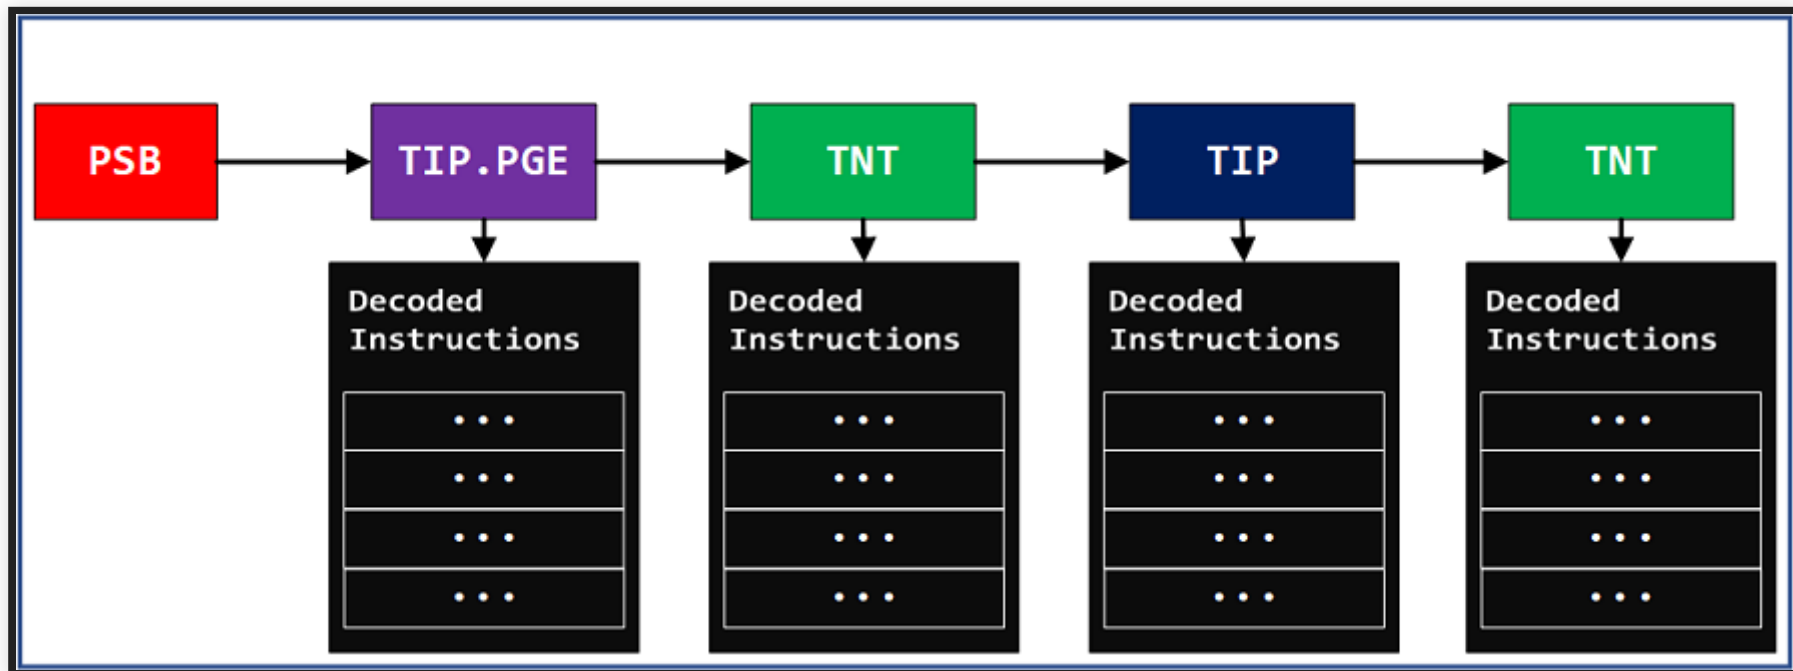 PSB
TIP.PGE
TNT
TIP
TNT
Decoded
Instructions
• • •
• • •
• • •
• • •
Decoded
Instructions
• • •
• • •
• • •
• • •
Decoded
Instructions
• • •
• • •
• • •
• • •
Decoded
Instructions
• • •
• • •
• • •
• • •